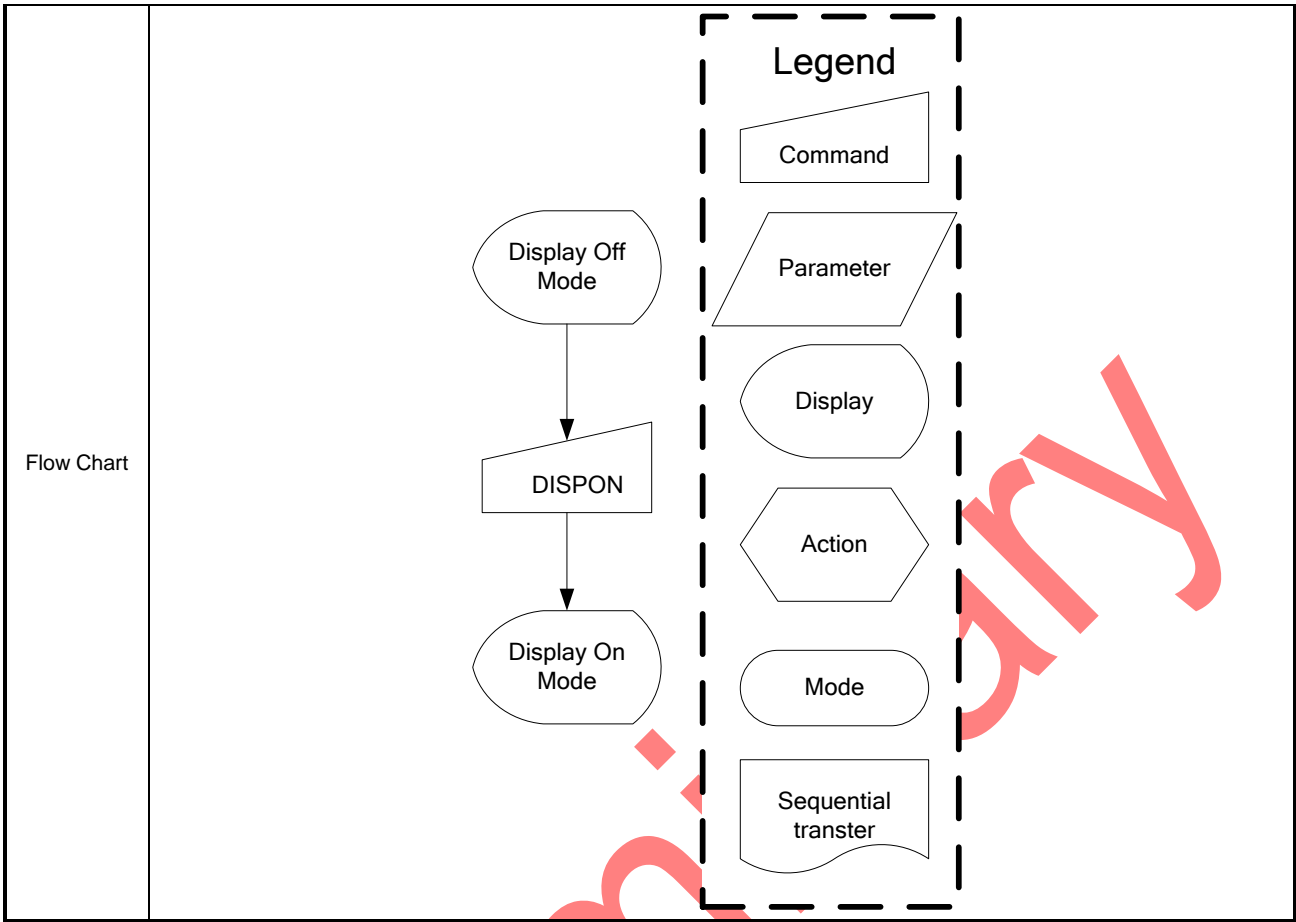 Flow Chart
Display Off
Mode
DISPON
Display On
Mode
Legend
Command
Parameter
Display
Action
Mode
Sequential
transter